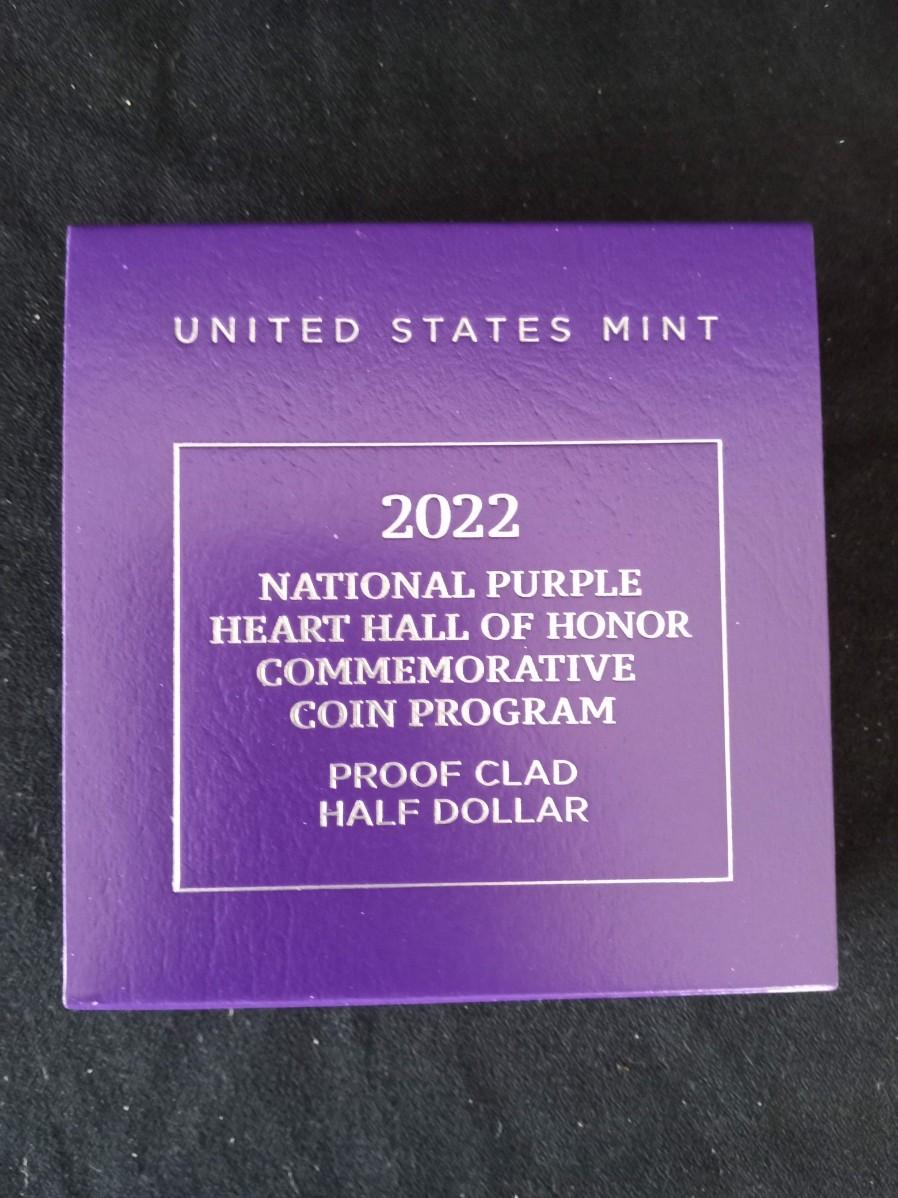 UNITED STATES MINT
2022
NATIONAL PURPLE
HEART HALL OF HONOR
COMMEMORATIVE
COIN PROGRAM
PROOF CLAD
HALF DOLLAR